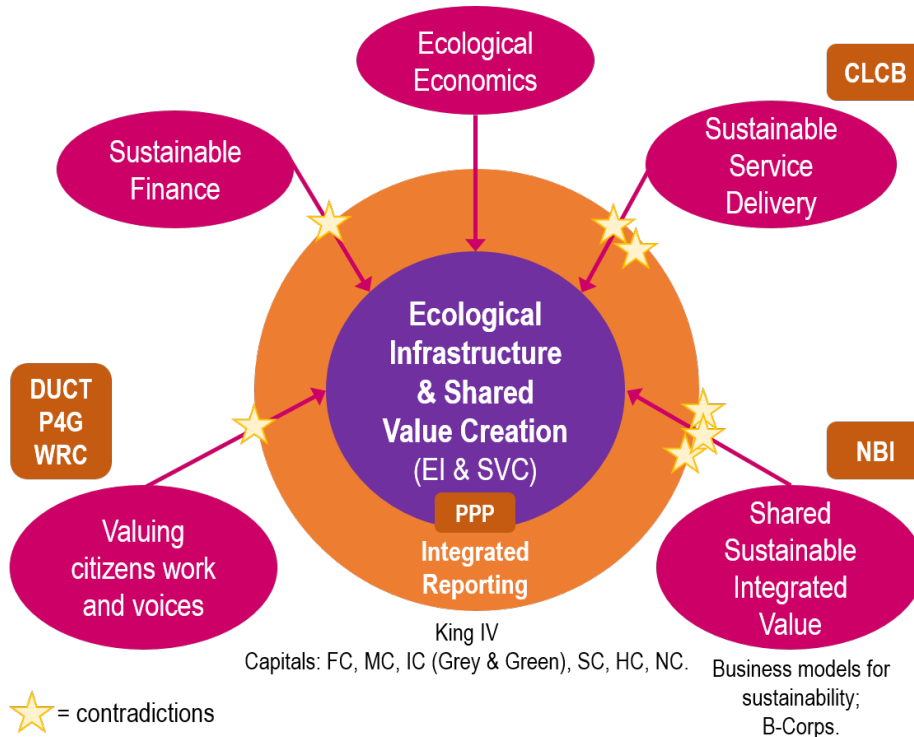 Ecological
Economics
CLCB
Sustainable
Finance
Sustainable
Service
Delivery
Ecological
Infrastructure
& Shared
Value Creation
(EI & SVC)
DUCT
P4G
WRC
NBI
PPP
Integrated
Reporting
Valuing
citizens work
and voices
Shared
Sustainable
Integrated
Value
King IV
Capitals: FC, MC, IC (Grey & Green), SC, HC, NC.
Business models for
sustainability;
B-Corps.
= contradictions